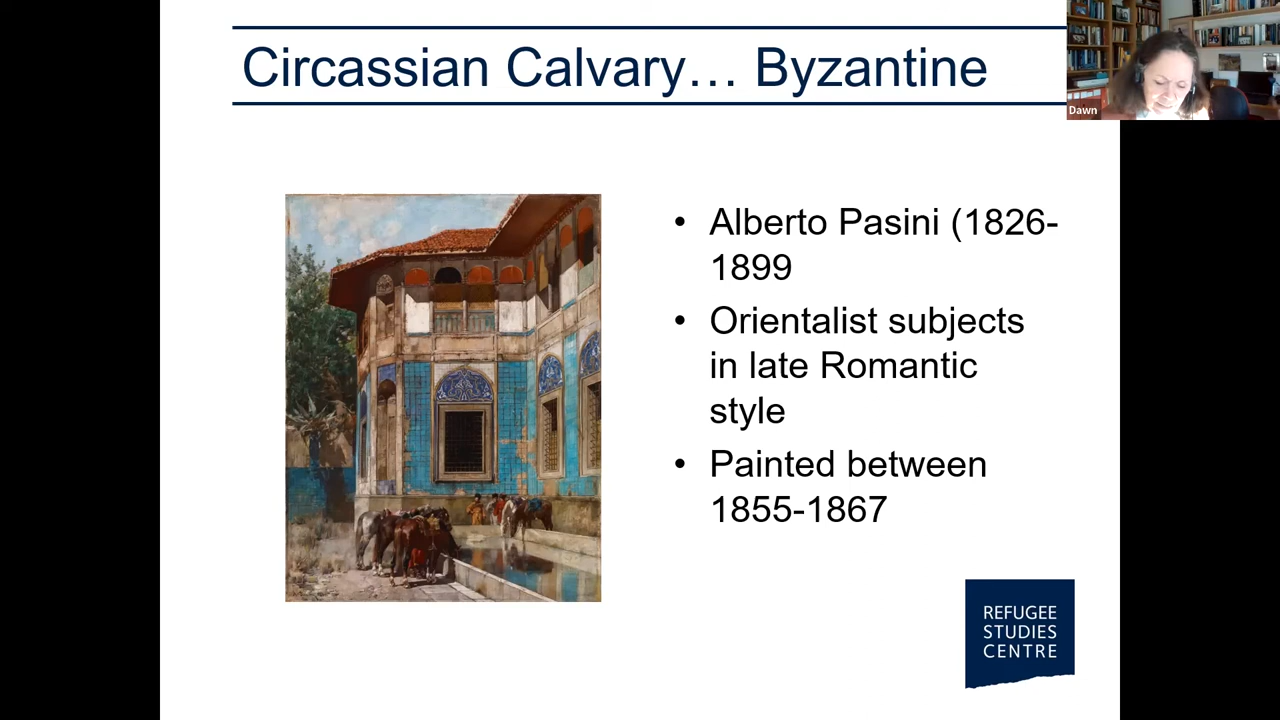 Circassian Calvary… Byzantine
Dawn
• Alberto Pasini (1826-
1899
• Orientalist subjects
in late Romantic
style
• Painted between
1855-1867
REFUGEE
STUDIES
CENTRE